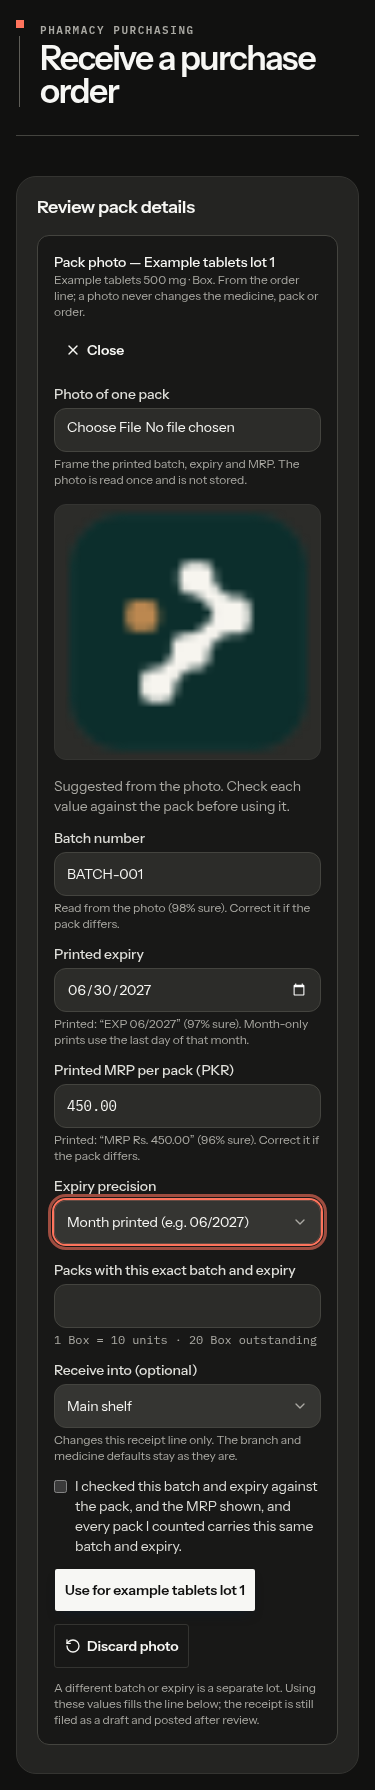 PHARMACY PURCHASING
Receive a purchase
order
Review pack details
Pack photo — Example tablets lot 1
Example tablets 500 mg · Box. From the order
line; a photo never changes the medicine, pack or
order.
Close
Photo of one pack
Choose File No file chosen
Frame the printed batch, expiry and MRP. The
photo is read once and is not stored.
Suggested from the photo. Check each
value against the pack before using it.
Batch number
BATCH-001
Read from the photo (98% sure). Correct it if the
pack differs.
Printed expiry
06/30/2027
Printed: “EXP 06/2027” (97% sure). Month-only
prints use the last day of that month.
Printed MRP per pack (PKR)
450.00
Printed: “MRP Rs. 450.00” (96% sure). Correct it if
the pack differs.
Expiry precision
Month printed (e.g. 06/2027)
Packs with this exact batch and expiry
1 Box = 10 units · 20 Box outstanding
Receive into (optional)
Main shelf
Changes this receipt line only. The branch and
medicine defaults stay as they are.
I checked this batch and expiry against
the pack, and the MRP shown, and
every pack I counted carries this same
batch and expiry.
Use for example tablets lot 1
Discard photo
A different batch or expiry is a separate lot. Using
these values fills the line below; the receipt is still
filed as a draft and posted after review.